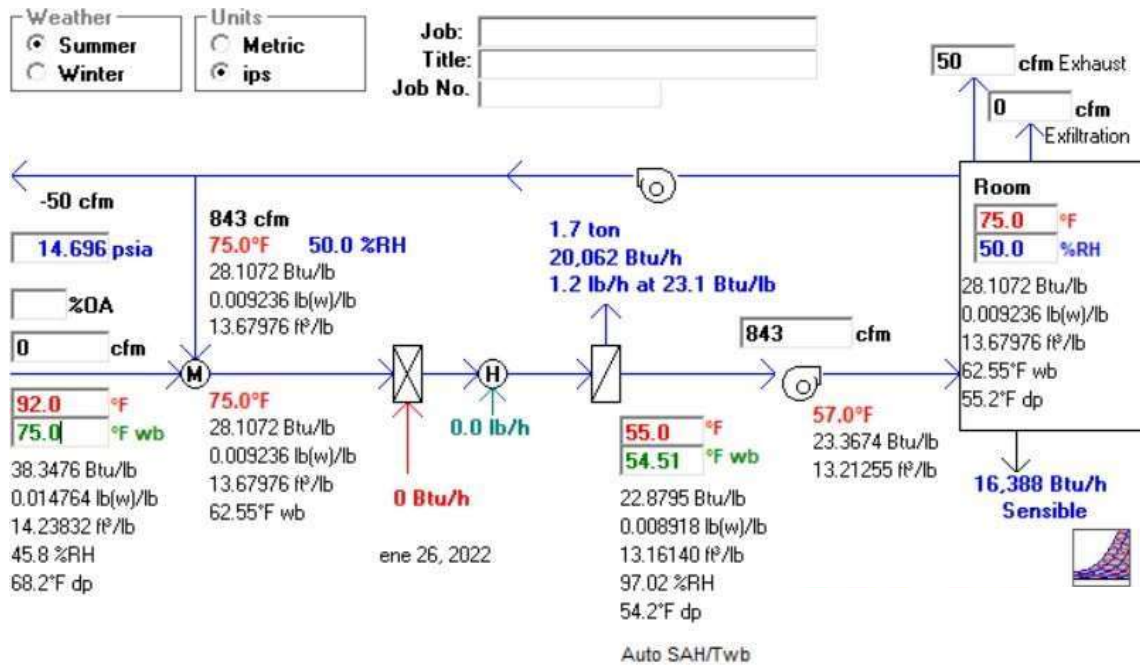 Weather
Summer
Winter
Units
Metric
ips
Job:
Title:
Job No.
50 cfm Exhaust
0 cfm
Exfiltration
-50 cfm
14.696 psia
%OA
0 cfm
92.0 °F
75.0 °F wb
38.3476 Btu/lb
0.014764 lb(w)/lb
14.23832 ft³/lb
45.8 %RH
68.2°F dp
843 cfm
75.0°F 50.0 %RH
28.1072 Btu/lb
0.009236 lb(w)/lb
13.67976 ft³/lb
M
75.0°F
28.1072 Btu/lb
0.009236 lb(w)/lb
13.67976 ft³/lb
62.55°F wb
0 Btu/h
H
0.0 lb/h
ene 26, 2022
1.7 ton
20,062 Btu/h
1.2 lb/h at 23.1 Btu/lb
55.0 °F
54.51 °F wb
22.8795 Btu/lb
0.008918 lb(w)/lb
13.16140 ft³/lb
97.02 %RH
54.2°F dp
Auto SAH/Twb
843 cfm
57.0°F
23.3674 Btu/lb
13.21255 ft³/lb
Room
75.0 °F
50.0 %RH
28.1072 Btu/lb
0.009236 lb(w)/lb
13.67976 ft³/lb
62.55°F wb
55.2°F dp
16,388 Btu/h
Sensible